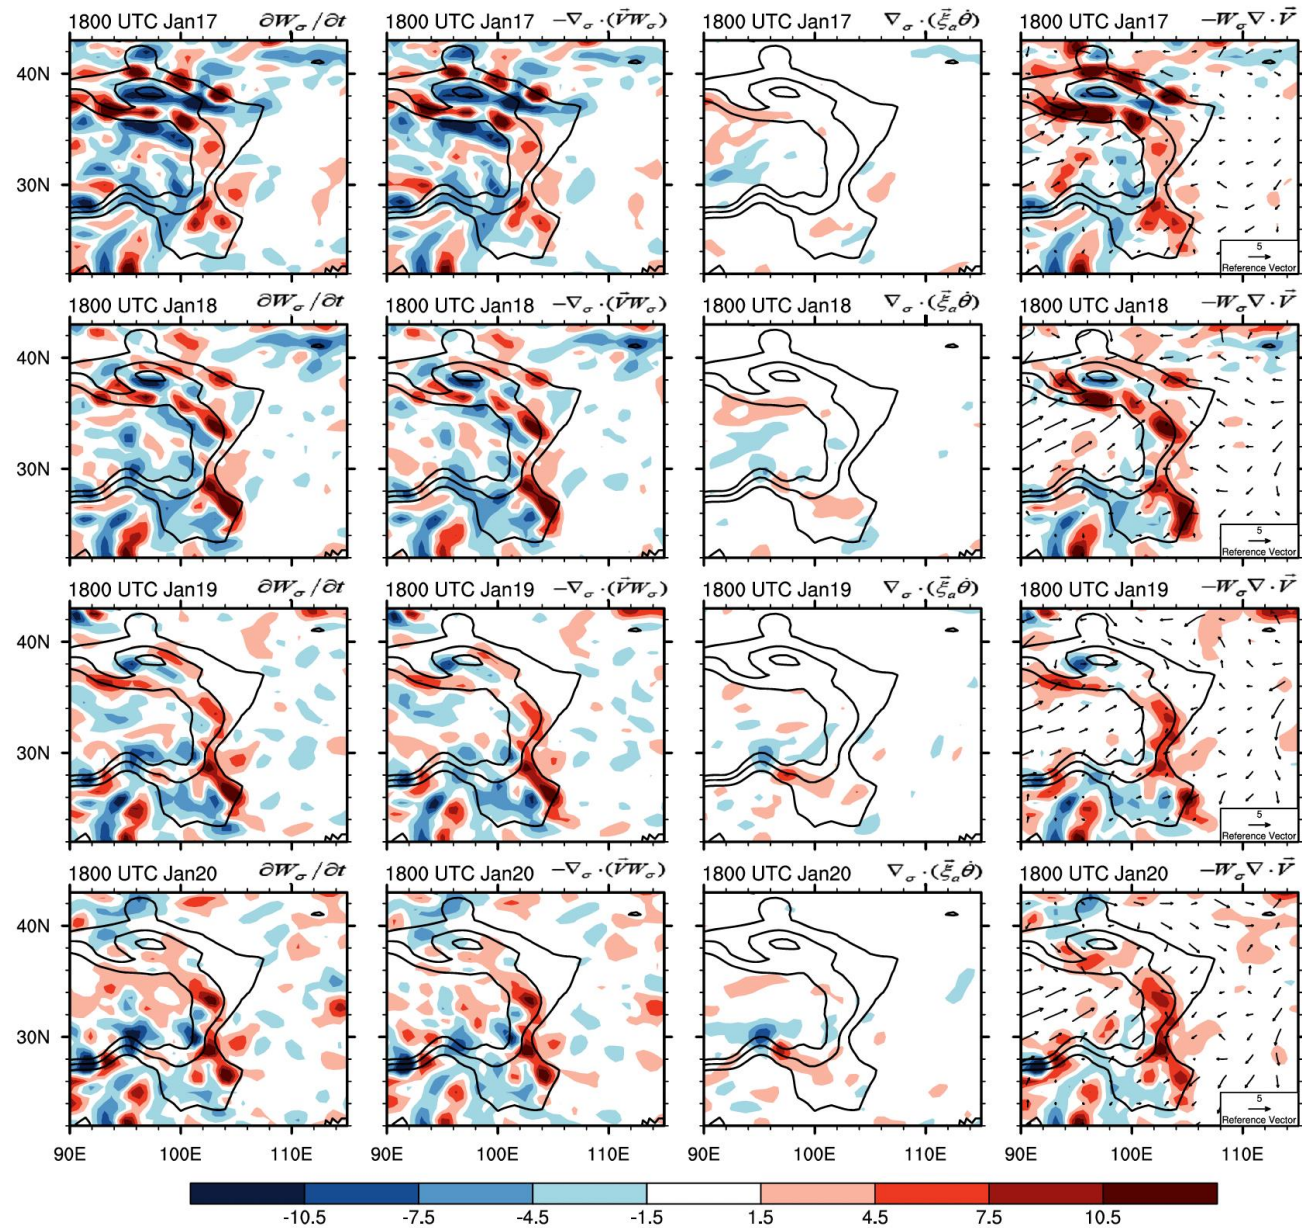 1800 UTC Jan17 ∂W_σ/∂t 1800 UTC Jan17 −∇_σ·(V⃗W_σ) 1800 UTC Jan17 ∇_σ·(ξ⃗_aθ̇) 1800 UTC Jan17 −W_σ∇·V⃗
40N
30N
5
Reference Vector
1800 UTC Jan18 ∂W_σ/∂t 1800 UTC Jan18 −∇_σ·(V⃗W_σ) 1800 UTC Jan18 ∇_σ·(ξ⃗_aθ̇) 1800 UTC Jan18 −W_σ∇·V⃗
40N
30N
5
Reference Vector
1800 UTC Jan19 ∂W_σ/∂t 1800 UTC Jan19 −∇_σ·(V⃗W_σ) 1800 UTC Jan19 ∇_σ·(ξ⃗_aθ̇) 1800 UTC Jan19 −W_σ∇·V⃗
40N
30N
5
Reference Vector
1800 UTC Jan20 ∂W_σ/∂t 1800 UTC Jan20 −∇_σ·(V⃗W_σ) 1800 UTC Jan20 ∇_σ·(ξ⃗_aθ̇) 1800 UTC Jan20 −W_σ∇·V⃗
40N
30N
5
Reference Vector
90E 100E 110E 90E 100E 110E 90E 100E 110E 90E 100E 110E
-10.5 -7.5 -4.5 -1.5 1.5 4.5 7.5 10.5